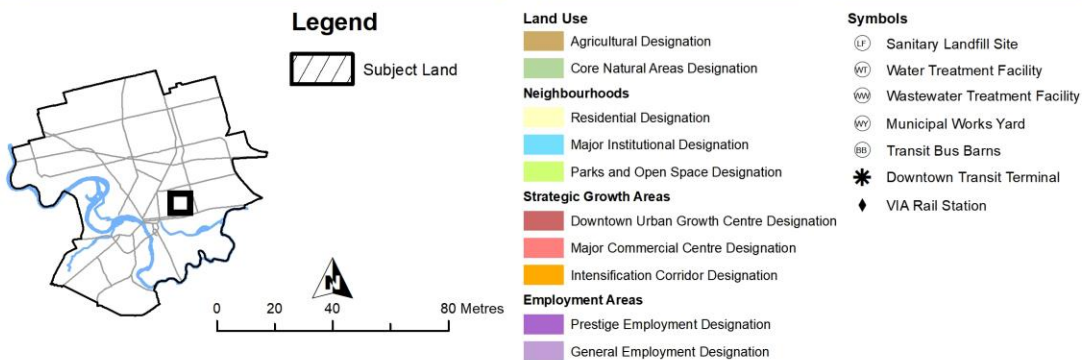 Legend
Subject Land
N
0 20 40 80 Metres
Land Use
Agricultural Designation
Core Natural Areas Designation
Neighbourhoods
Residential Designation
Major Institutional Designation
Parks and Open Space Designation
Strategic Growth Areas
Downtown Urban Growth Centre Designation
Major Commercial Centre Designation
Intensification Corridor Designation
Employment Areas
Prestige Employment Designation
General Employment Designation
Symbols
LF Sanitary Landfill Site
WT Water Treatment Facility
WW Wastewater Treatment Facility
WY Municipal Works Yard
BB Transit Bus Barns
Downtown Transit Terminal
VIA Rail Station